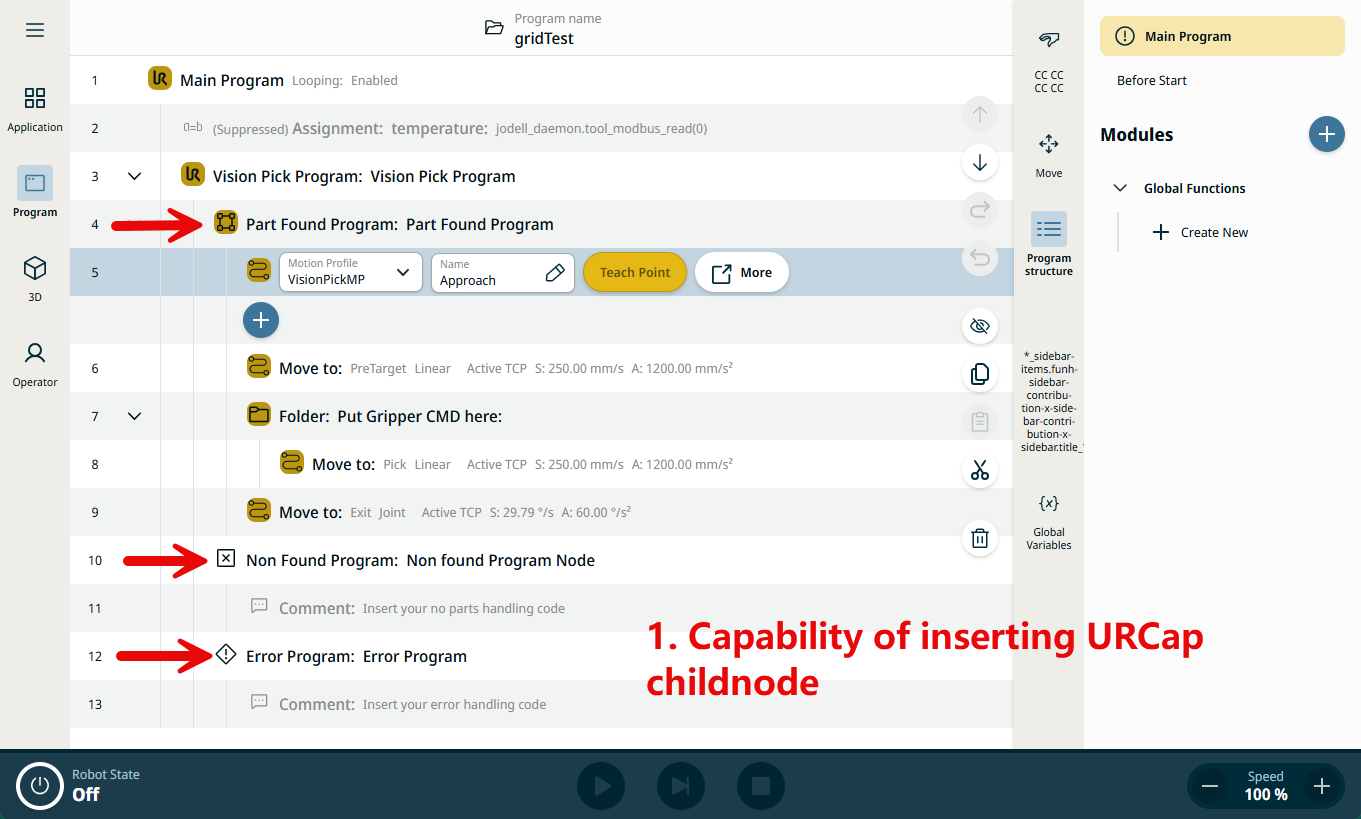 Program name
gridTest
Application
Program
3D
Operator
1 Main Program Looping: Enabled
2 (Suppressed) Assignment: temperature: jodell_daemon.tool_modbus_read(0)
3 Vision Pick Program: Vision Pick Program
4 Part Found Program: Part Found Program
5 Motion Profile VisionPickMP Name Approach Teach Point More
6 Move to: PreTarget Linear Active TCP S: 250.00 mm/s A: 1200.00 mm/s²
7 Folder: Put Gripper CMD here:
8 Move to: Pick Linear Active TCP S: 250.00 mm/s A: 1200.00 mm/s²
9 Move to: Exit Joint Active TCP S: 29.79 °/s A: 60.00 °/s²
10 Non Found Program: Non found Program Node
11 Comment: Insert your no parts handling code
12 Error Program: Error Program
13 Comment: Insert your error handling code
1. Capability of inserting URCap
childnode
CC CC
CC CC
Move
Program
structure
*_sidebar-
items.funh-
sidebar-
contribu-
tion-x-side-
bar-contri-
bution-x-
sidebar.title_*
{x}
Global
Variables
Main Program
Before Start
Modules
Global Functions
Create New
Robot State
Off
Speed
100 %